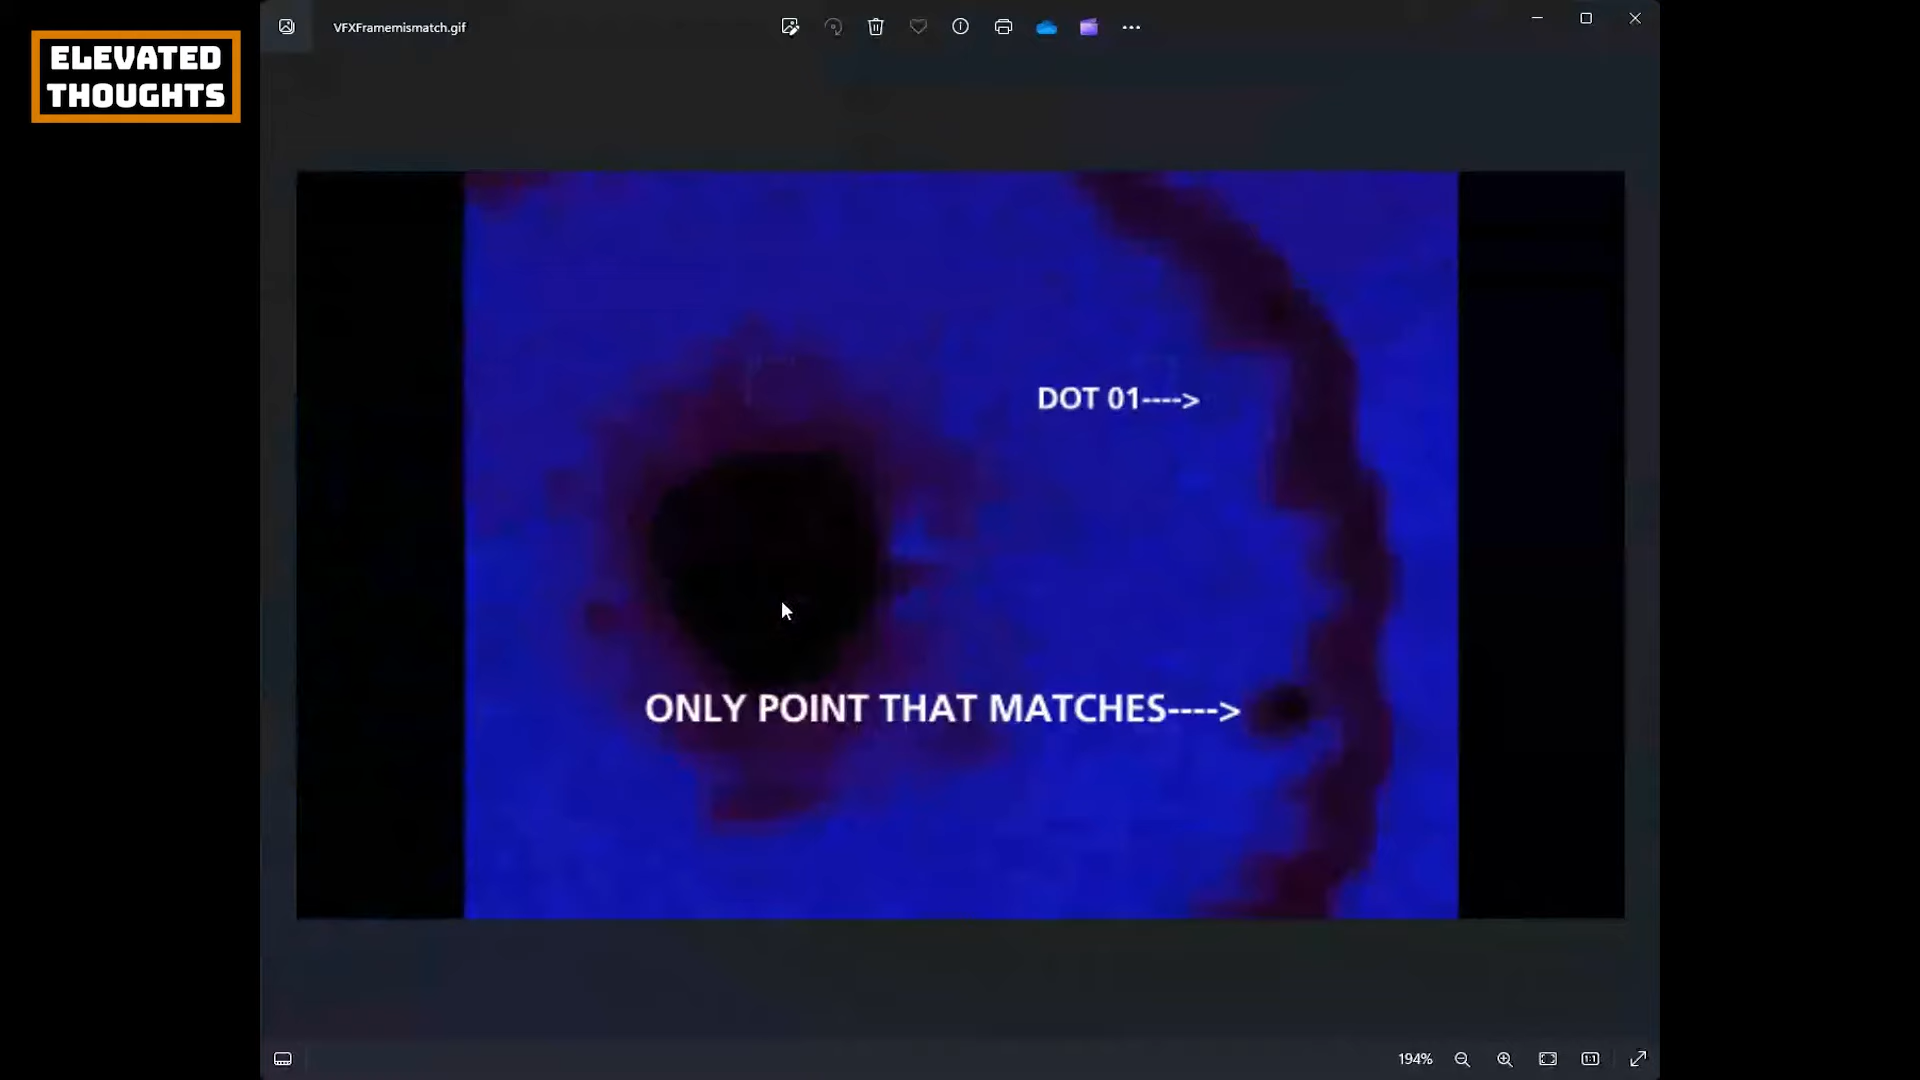 ELEVATED
THOUGHTS
VFXFramemismatch.gif
DOT 01---->
ONLY POINT THAT MATCHES---->
194%